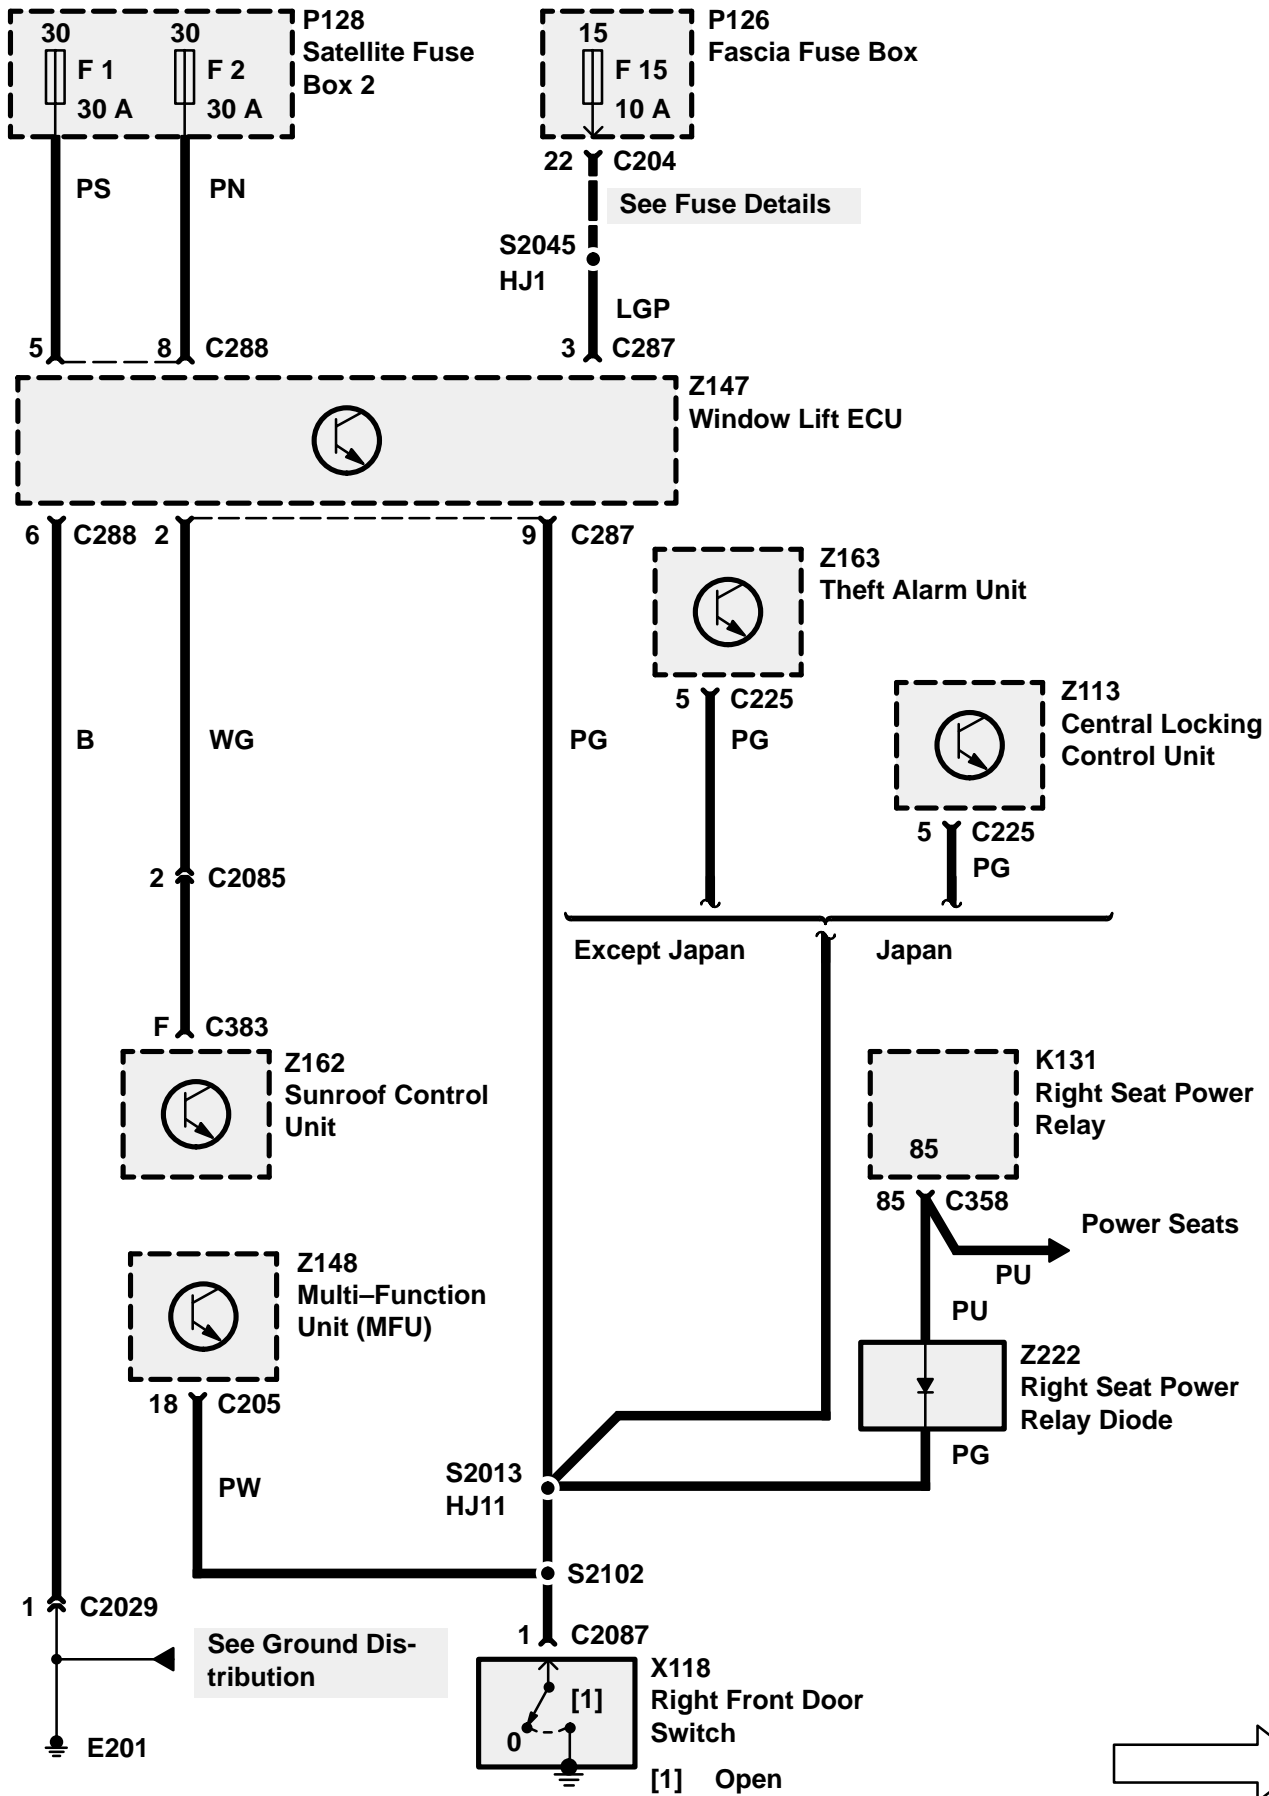 30
F 1
30 A
30
F 2
30 A
P128
Satellite Fuse
Box 2
15
F 15
10 A
P126
Fascia Fuse Box
22
C204
PS
PN
See Fuse Details
S2045
HJ1
LGP
5
8
C288
3
C287
Z147
Window Lift ECU
6
C288
2
9
C287
Z163
Theft Alarm Unit
5
C225
PG
Z113
Central Locking
Control Unit
5
C225
PG
B
WG
PG
2
C2085
Except Japan
Japan
F
C383
Z162
Sunroof Control
Unit
K131
Right Seat Power
Relay
85
85
C358
Power Seats
PU
PU
Z148
Multi–Function
Unit (MFU)
18
C205
Z222
Right Seat Power
Relay Diode
PG
PW
S2013
HJ11
S2102
1
C2029
See Ground Dis-
tribution
E201
1
C2087
X118
Right Front Door
Switch
[1]
0
[1] Open